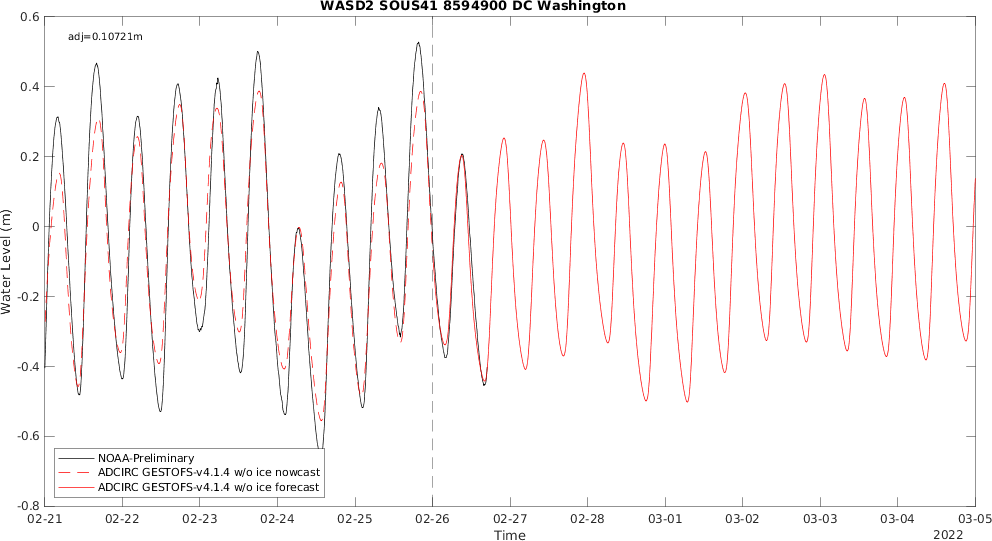 WASD2 SOUS41 8594900 DC Washington
adj=0.10721m
0.6
0.4
0.2
0
-0.2
-0.4
-0.6
-0.8
Water Level (m)
NOAA-Preliminary
ADCIRC GESTOFS-v4.1.4 w/o ice nowcast
ADCIRC GESTOFS-v4.1.4 w/o ice forecast
02-21 02-22 02-23 02-24 02-25 02-26 02-27 02-28 03-01 03-02 03-03 03-04 03-05
Time
2022